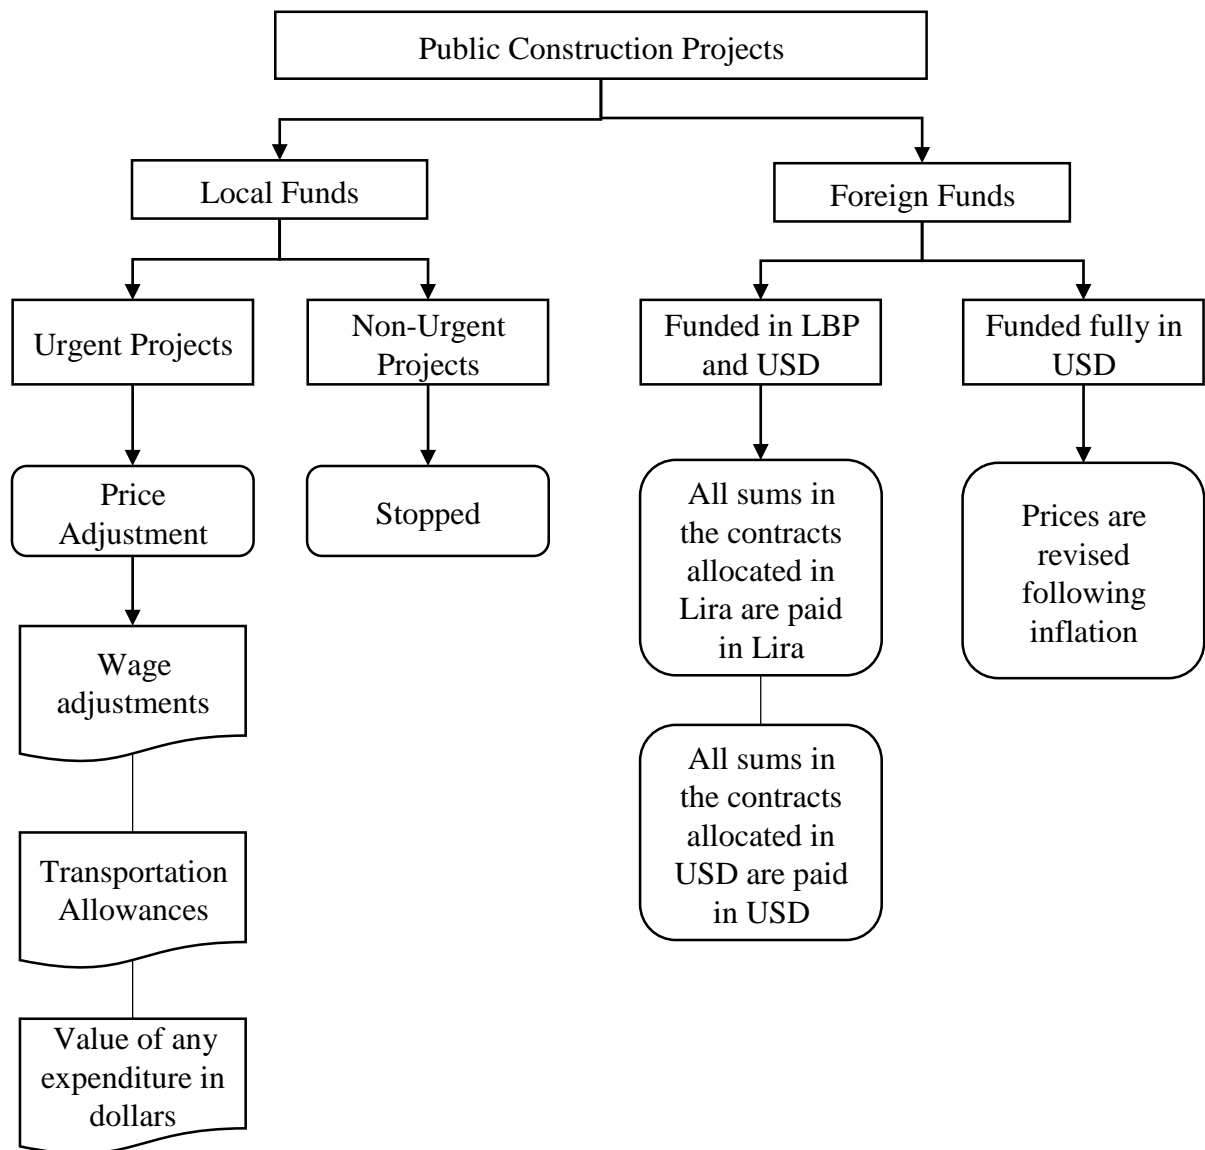 Public Construction Projects
Local Funds
Foreign Funds
Urgent Projects
Non-Urgent
Projects
Funded in LBP
and USD
Funded fully in
USD
Price
Adjustment
Stopped
All sums in
the contracts
allocated in
Lira are paid
in Lira
Prices are
revised
following
inflation
Wage
adjustments
All sums in
the contracts
allocated in
USD are paid
in USD
Transportation
Allowances
Value of any
expenditure in
dollars